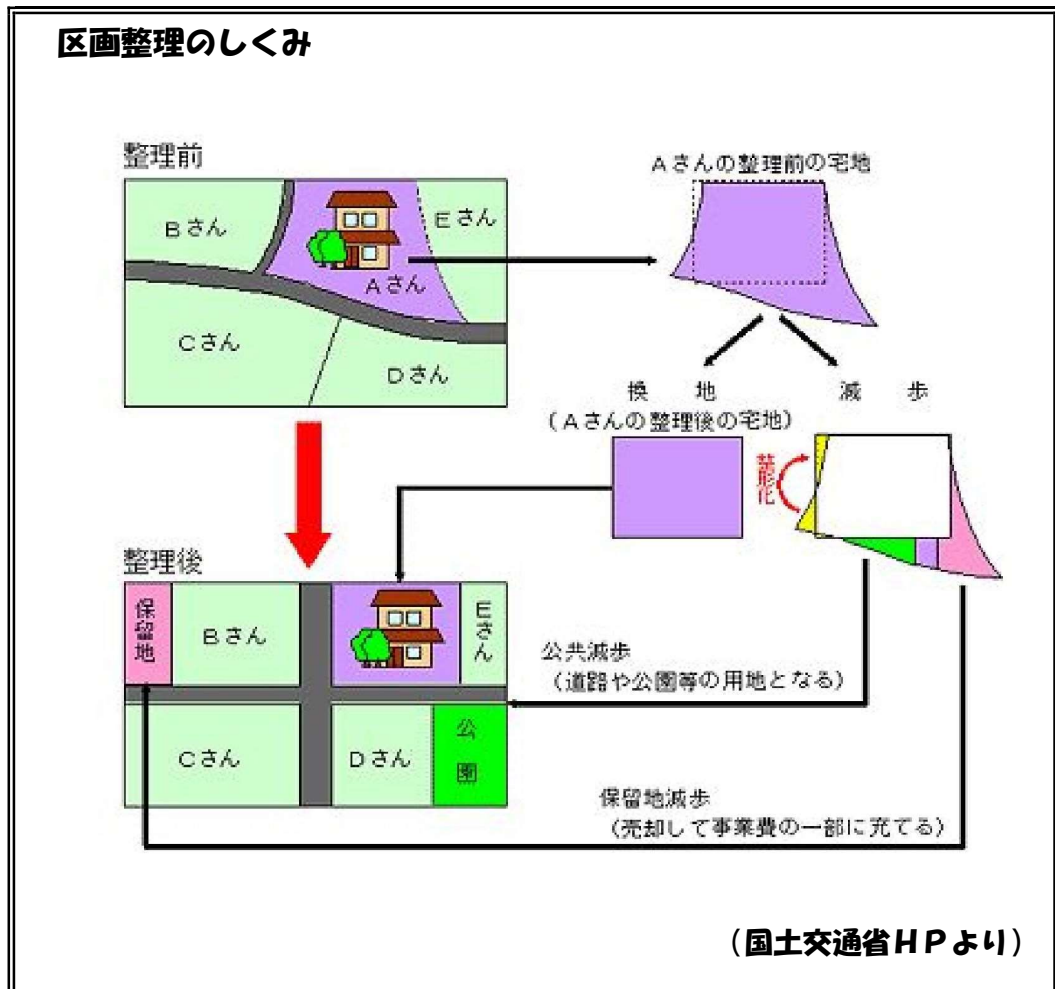 区画整理のしくみ
整理前
Bさん
Aさん
Eさん
Cさん
Dさん
Aさんの整理前の宅地
換地
(Aさんの整理後の宅地)
減歩
整形化
整理後
保留地
Bさん
Eさん
Cさん
Dさん
公園
公共減歩
(道路や公園等の用地となる)
保留地減歩
(売却して事業費の一部に充てる)
(国土交通省HPより)